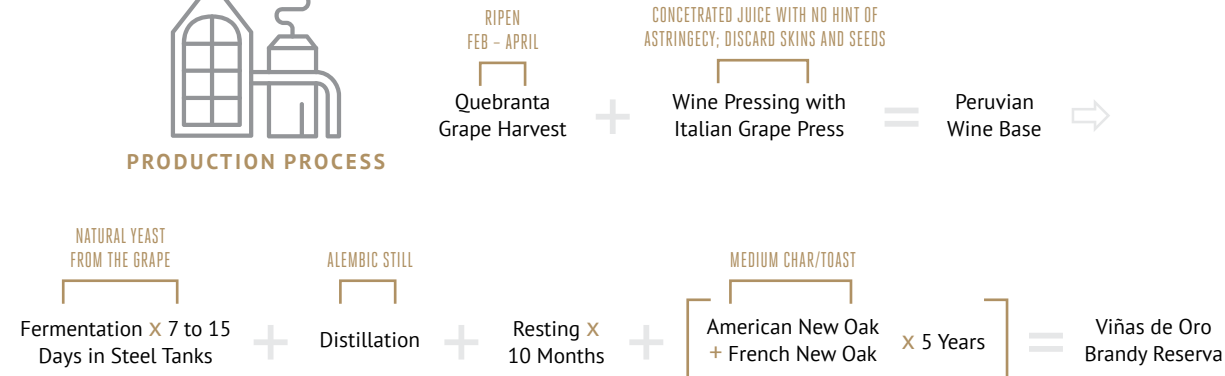 RIPEN
FEB – APRIL
CONCETRATED JUICE WITH NO HINT OF
ASTRINGECY; DISCARD SKINS AND SEEDS
Quebranta
Grape Harvest
+
Wine Pressing with
Italian Grape Press
=
Peruvian
Wine Base
PRODUCTION PROCESS
NATURAL YEAST
FROM THE GRAPE
ALEMBIC STILL
MEDIUM CHAR/TOAST
Fermentation x 7 to 15
Days in Steel Tanks
+
Distillation
+
Resting x
10 Months
+
American New Oak
+ French New Oak
x 5 Years
=
Viñas de Oro
Brandy Reserva